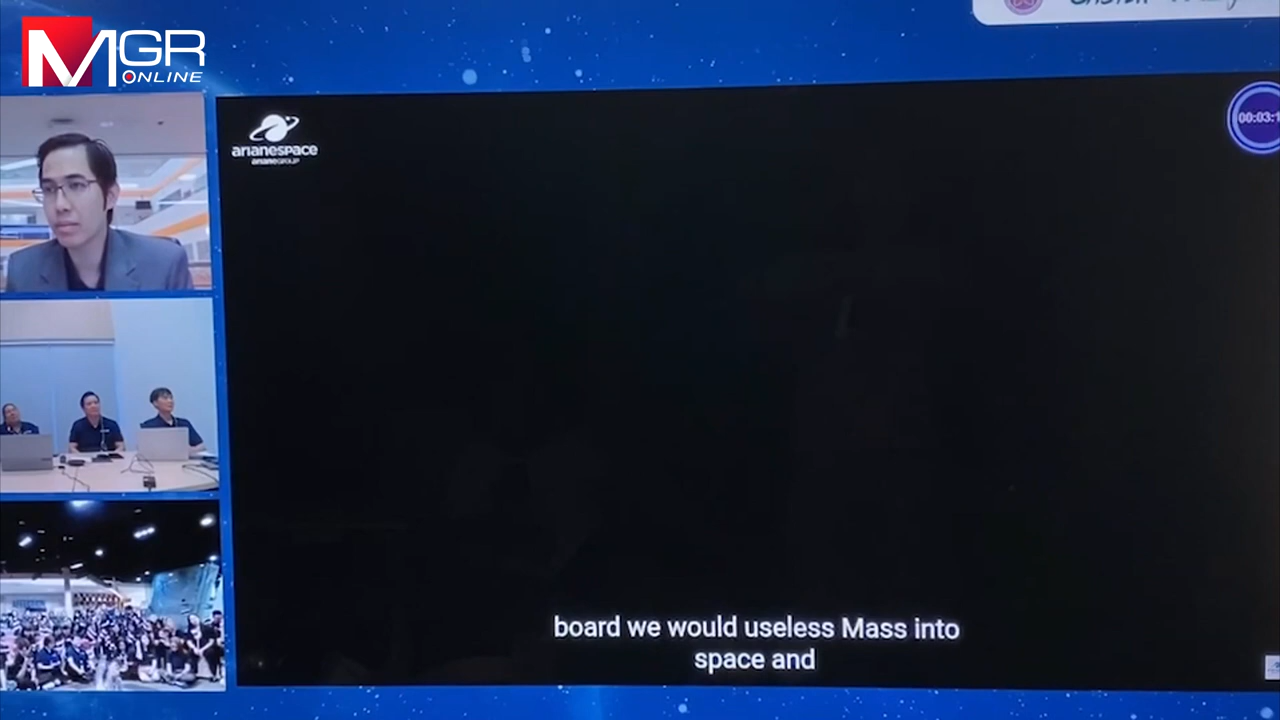 MGR
ONLINE
arianespace
arianeGROUP
00:03:1
board we would useless Mass into
space and